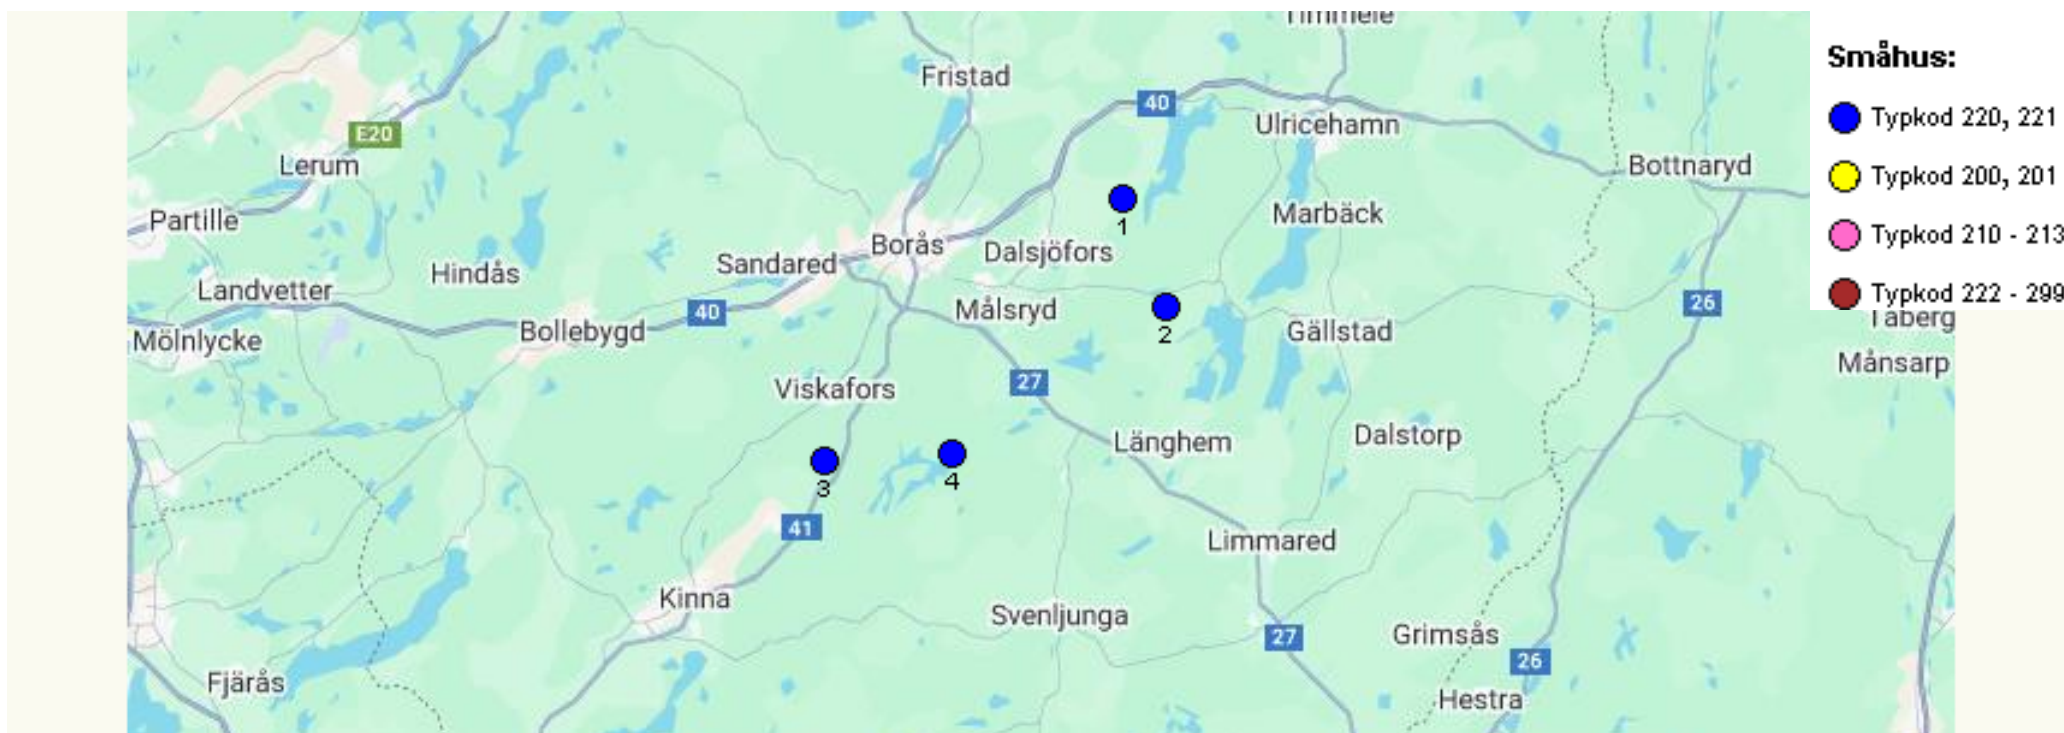 Timmele
Småhus:
Fristad
40
Typkod 220, 221
E20
Ulricehamn
Lerum
Bottnaryd
Typkod 200, 201
Partille
1
Marbäck
Typkod 210 - 213
Borås
Dalsjöfors
Sandared
Hindås
Landvetter
Typkod 222 - 299
40
Målsryd
26
Taberg
Mölnlycke
Bollebygd
2
Gällstad
Månsarp
27
Viskafors
Länghem
Dalstorp
3
4
41
Limmared
Kinna
Svenljunga
27
Grimsås
26
Fjärås
Hestra